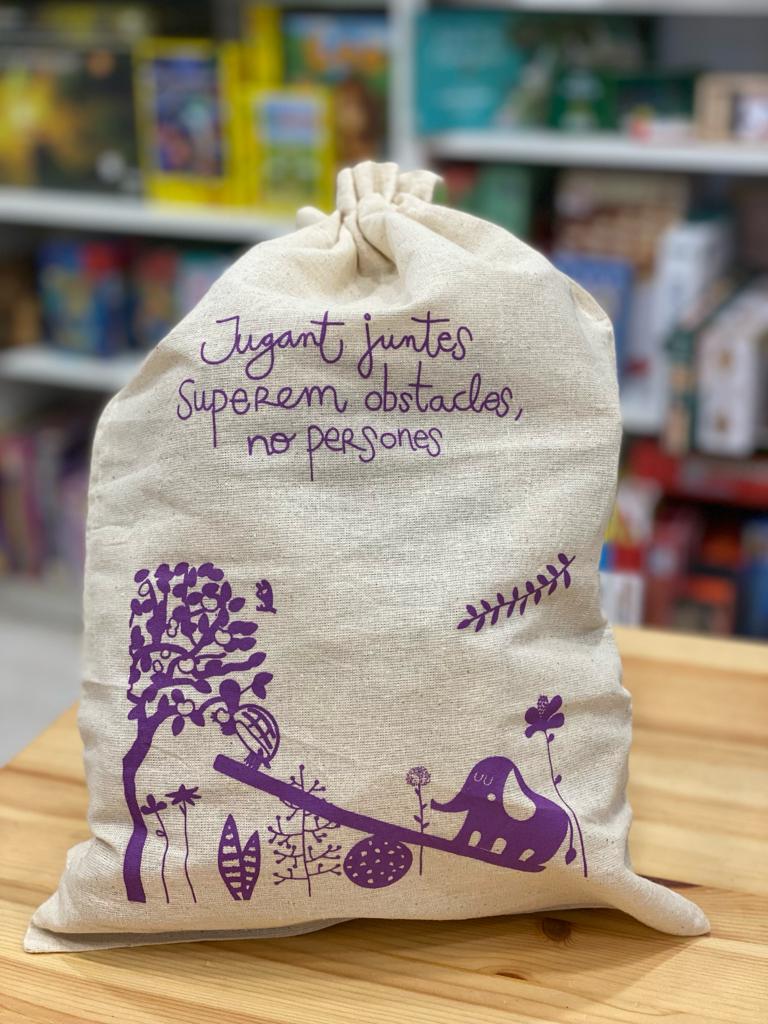 Jugant juntes
superem obstacles,
no persones